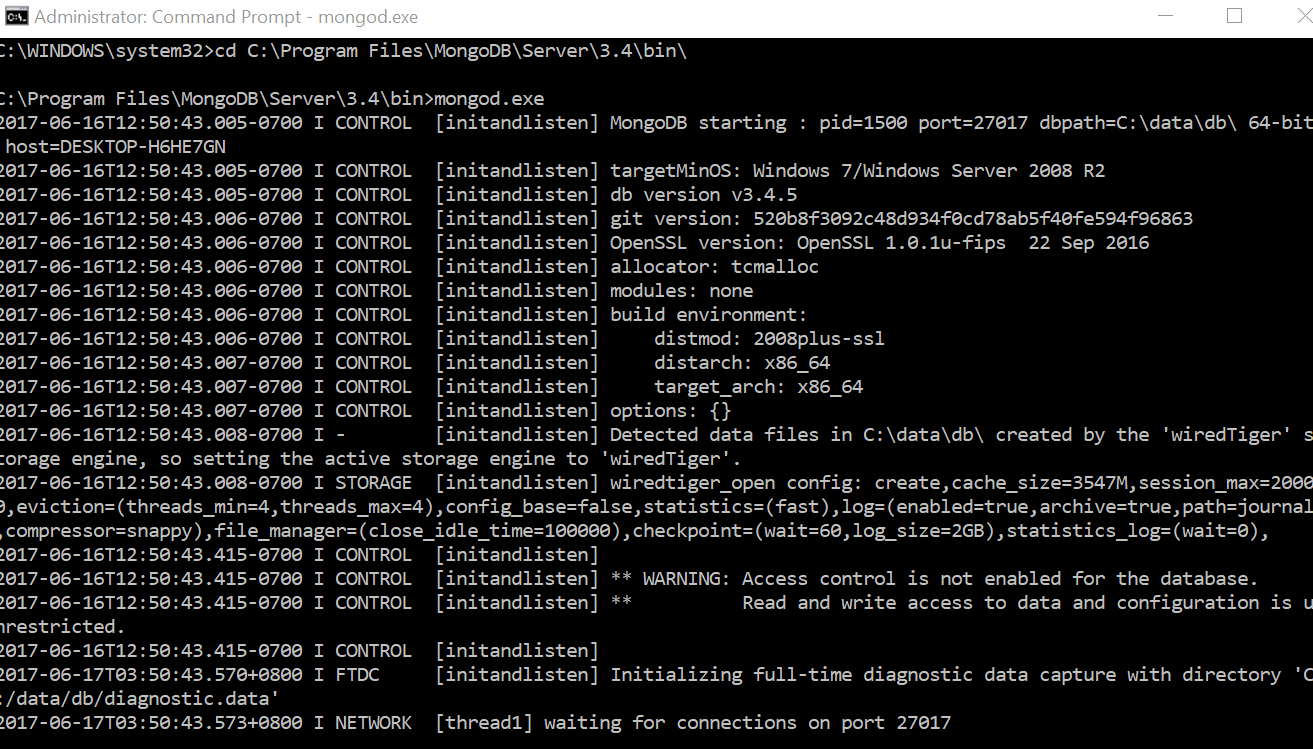 Administrator: Command Prompt - mongod.exe
C:\WINDOWS\system32>cd C:\Program Files\MongoDB\Server\3.4\bin\
C:\Program Files\MongoDB\Server\3.4\bin>mongod.exe
2017-06-16T12:50:43.005-0700 I CONTROL  [initandlisten] MongoDB starting : pid=1500 port=27017 dbpath=C:\data\db\ 64-bit
 host=DESKTOP-H6HE7GN
2017-06-16T12:50:43.005-0700 I CONTROL  [initandlisten] targetMinOS: Windows 7/Windows Server 2008 R2
2017-06-16T12:50:43.005-0700 I CONTROL  [initandlisten] db version v3.4.5
2017-06-16T12:50:43.006-0700 I CONTROL  [initandlisten] git version: 520b8f3092c48d934f0cd78ab5f40fe594f96863
2017-06-16T12:50:43.006-0700 I CONTROL  [initandlisten] OpenSSL version: OpenSSL 1.0.1u-fips  22 Sep 2016
2017-06-16T12:50:43.006-0700 I CONTROL  [initandlisten] allocator: tcmalloc
2017-06-16T12:50:43.006-0700 I CONTROL  [initandlisten] modules: none
2017-06-16T12:50:43.006-0700 I CONTROL  [initandlisten] build environment:
2017-06-16T12:50:43.006-0700 I CONTROL  [initandlisten]     distmod: 2008plus-ssl
2017-06-16T12:50:43.007-0700 I CONTROL  [initandlisten]     distarch: x86_64
2017-06-16T12:50:43.007-0700 I CONTROL  [initandlisten]     target_arch: x86_64
2017-06-16T12:50:43.007-0700 I CONTROL  [initandlisten] options: {}
2017-06-16T12:50:43.008-0700 I -        [initandlisten] Detected data files in C:\data\db\ created by the 'wiredTiger' s
torage engine, so setting the active storage engine to 'wiredTiger'.
2017-06-16T12:50:43.008-0700 I STORAGE  [initandlisten] wiredtiger_open config: create,cache_size=3547M,session_max=2000
0,eviction=(threads_min=4,threads_max=4),config_base=false,statistics=(fast),log=(enabled=true,archive=true,path=journal
,compressor=snappy),file_manager=(close_idle_time=100000),checkpoint=(wait=60,log_size=2GB),statistics_log=(wait=0),
2017-06-16T12:50:43.415-0700 I CONTROL  [initandlisten]
2017-06-16T12:50:43.415-0700 I CONTROL  [initandlisten] ** WARNING: Access control is not enabled for the database.
2017-06-16T12:50:43.415-0700 I CONTROL  [initandlisten] **          Read and write access to data and configuration is u
nrestricted.
2017-06-16T12:50:43.415-0700 I CONTROL  [initandlisten]
2017-06-17T03:50:43.570+0800 I FTDC     [initandlisten] Initializing full-time diagnostic data capture with directory 'C
:/data/db/diagnostic.data'
2017-06-17T03:50:43.573+0800 I NETWORK  [thread1] waiting for connections on port 27017